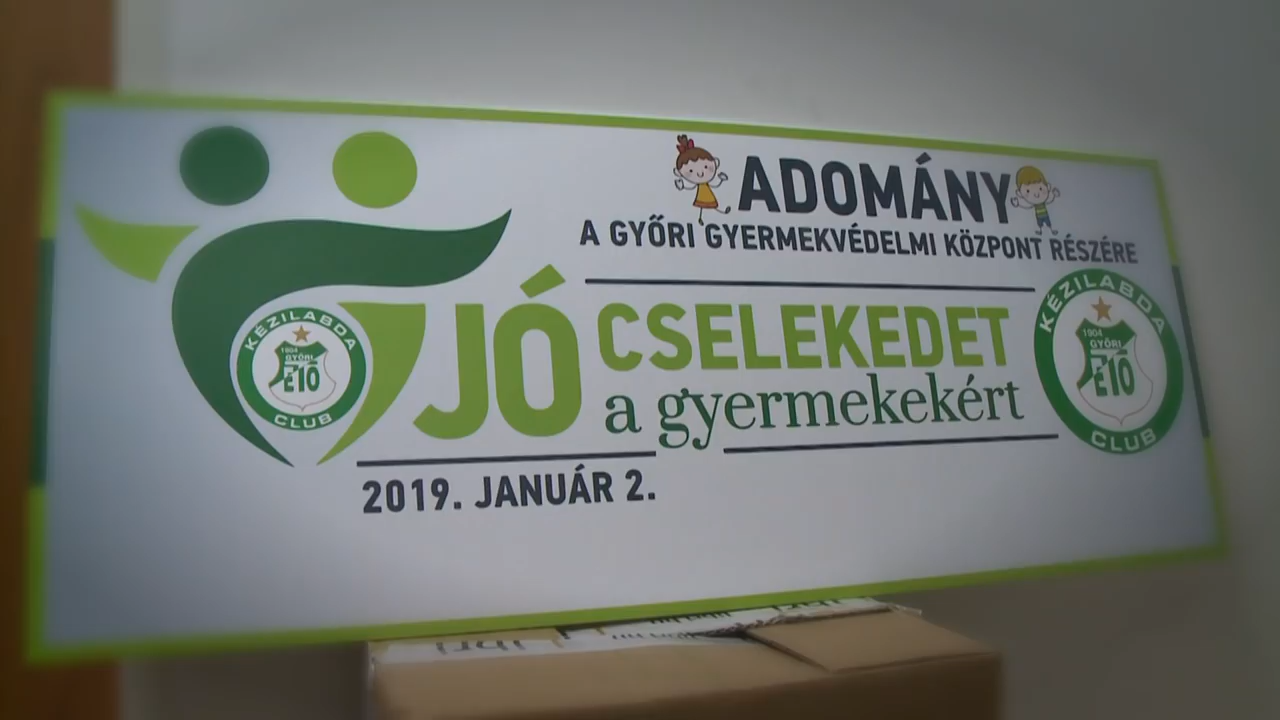 ADOMÁNY
A GYŐRI GYERMEKVÉDELMI KÖZPONT RÉSZÉRE
JÓ CSELEKEDET
a gyermekekért
2019. JANUÁR 2.
KÉZILABDA
1904
GYŐRI
ETO
CLUB
KÉZILABDA
1904
GYŐRI
ETO
CLUB